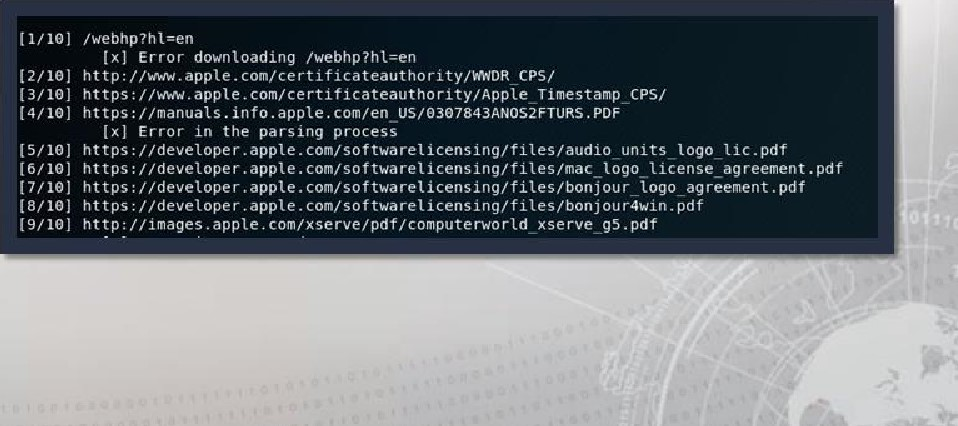 [1/10] /webhp?hl=en
[x] Error downloading /webhp?hl=en
[2/10] http://www.apple.com/certificateauthority/WWDR_CPS/
[3/10] https://www.apple.com/certificateauthority/Apple_Timestamp_CPS/
[4/10] https://manuals.info.apple.com/en_US/0307843ANOS2FTURS.PDF
[x] Error in the parsing process
[5/10] https://developer.apple.com/softwarelicensing/files/audio_units_logo_lic.pdf
[6/10] https://developer.apple.com/softwarelicensing/files/mac_logo_license_agreement.pdf
[7/10] https://developer.apple.com/softwarelicensing/files/bonjour_logo_agreement.pdf
[8/10] https://developer.apple.com/softwarelicensing/files/bonjour4win.pdf
[9/10] http://images.apple.com/xserve/pdf/computerworld_xserve_g5.pdf